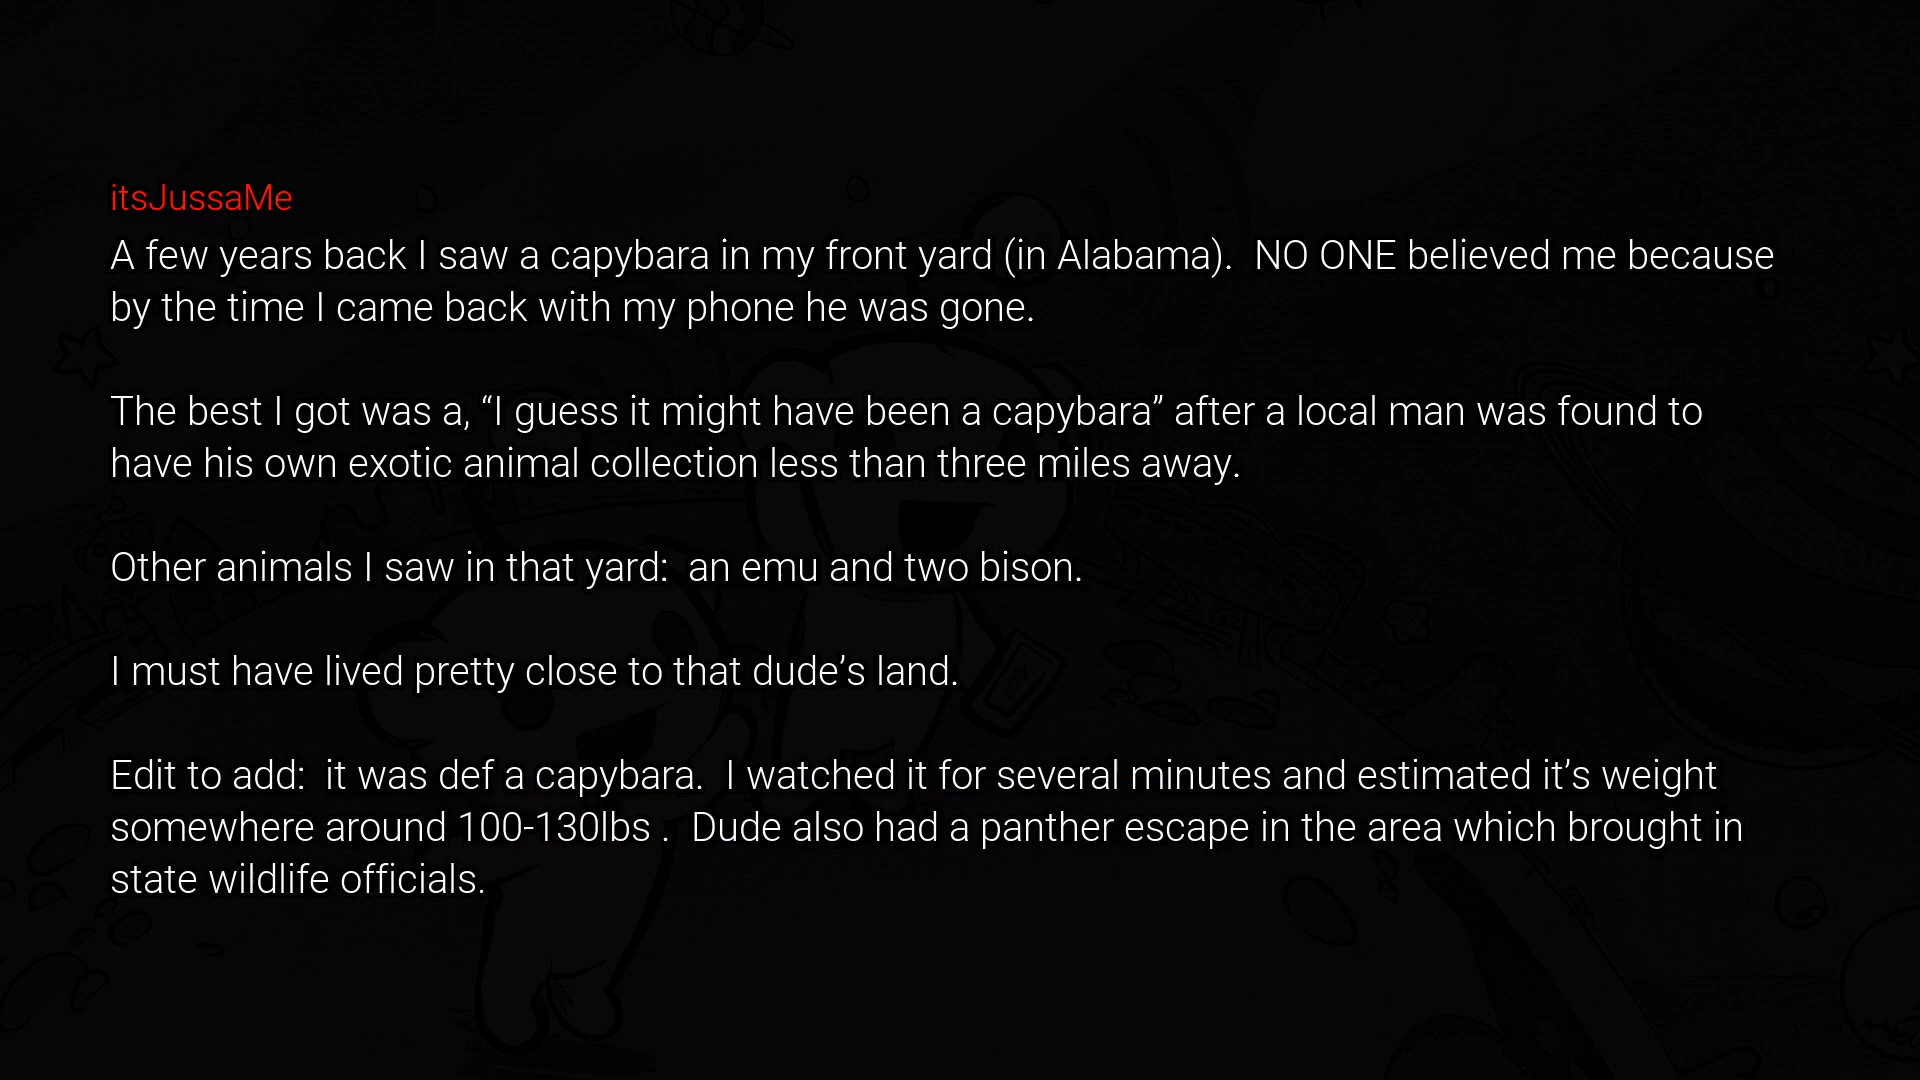 itsJussaMe
A few years back I saw a capybara in my front yard (in Alabama).  NO ONE believed me because
by the time I came back with my phone he was gone.
The best I got was a, “I guess it might have been a capybara” after a local man was found to
have his own exotic animal collection less than three miles away.
Other animals I saw in that yard:  an emu and two bison.
I must have lived pretty close to that dude’s land.
Edit to add:  it was def a capybara.  I watched it for several minutes and estimated it’s weight
somewhere around 100-130lbs .  Dude also had a panther escape in the area which brought in
state wildlife officials.